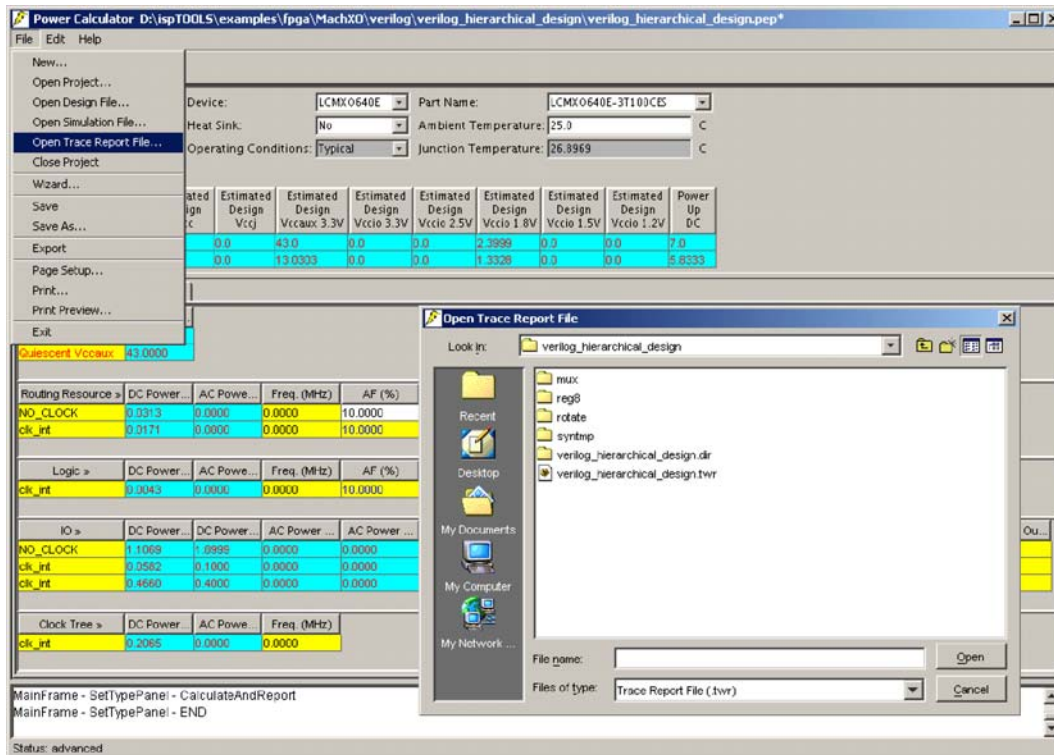 Power Calculator D:\ispTOOLS\examples\fpga\MachXO\verilog\verilog_hierarchical_design\verilog_hierarchical_design.pep*
File Edit Help
New...
Open Project...
Open Design File...
Open Simulation File...
Open Trace Report File...
Close Project
Wizard...
Save
Save As...
Export
Page Setup...
Print...
Print Preview...
Exit
Device: LCMXO640E Part Name: LCMXO640E-3T100CES
Heat Sink: No Ambient Temperature: 25.0 C
Operating Conditions: Typical Junction Temperature: 26.8969 C
ated Estimated Estimated Estimated Estimated Estimated Estimated Estimated Power
ign Design Design Design Design Design Design Design Up
c Vccj Vccaux 3.3V Vccio 3.3V Vccio 2.5V Vccio 1.8V Vccio 1.5V Vccio 1.2V DC
0.0 43.0 0.0 0.0 2.3999 0.0 0.0 7.0
0.0 13.0303 0.0 0.0 1.3328 0.0 0.0 5.8333
Quiescent Vccaux 43.0000
Routing Resource » DC Power... AC Powe... Freq. (MHz) AF (%)
NO_CLOCK 0.0313 0.0000 0.0000 10.0000
clk_int 0.0171 0.0000 0.0000 10.0000
Logic » DC Power... AC Powe... Freq. (MHz) AF (%)
clk_int 0.0043 0.0000 0.0000 10.0000
IO » DC Power... DC Power... AC Power ... AC Power ... Ou...
NO_CLOCK 1.1069 1.8999 0.0000 0.0000
clk_int 0.0582 0.1000 0.0000 0.0000
clk_int 0.4660 0.4000 0.0000 0.0000
Clock Tree » DC Power... AC Powe... Freq. (MHz)
clk_int 0.2065 0.0000 0.0000
Open Trace Report File
Look in: verilog_hierarchical_design
Recent
Desktop
My Documents
My Computer
My Network ...
mux
reg8
rotate
syntmp
verilog_hierarchical_design.dir
verilog_hierarchical_design.twr
File name: Open
Files of type: Trace Report File (.twr) Cancel
MainFrame - SetTypePanel - CalculateAndReport
MainFrame - SetTypePanel - END
Status: advanced